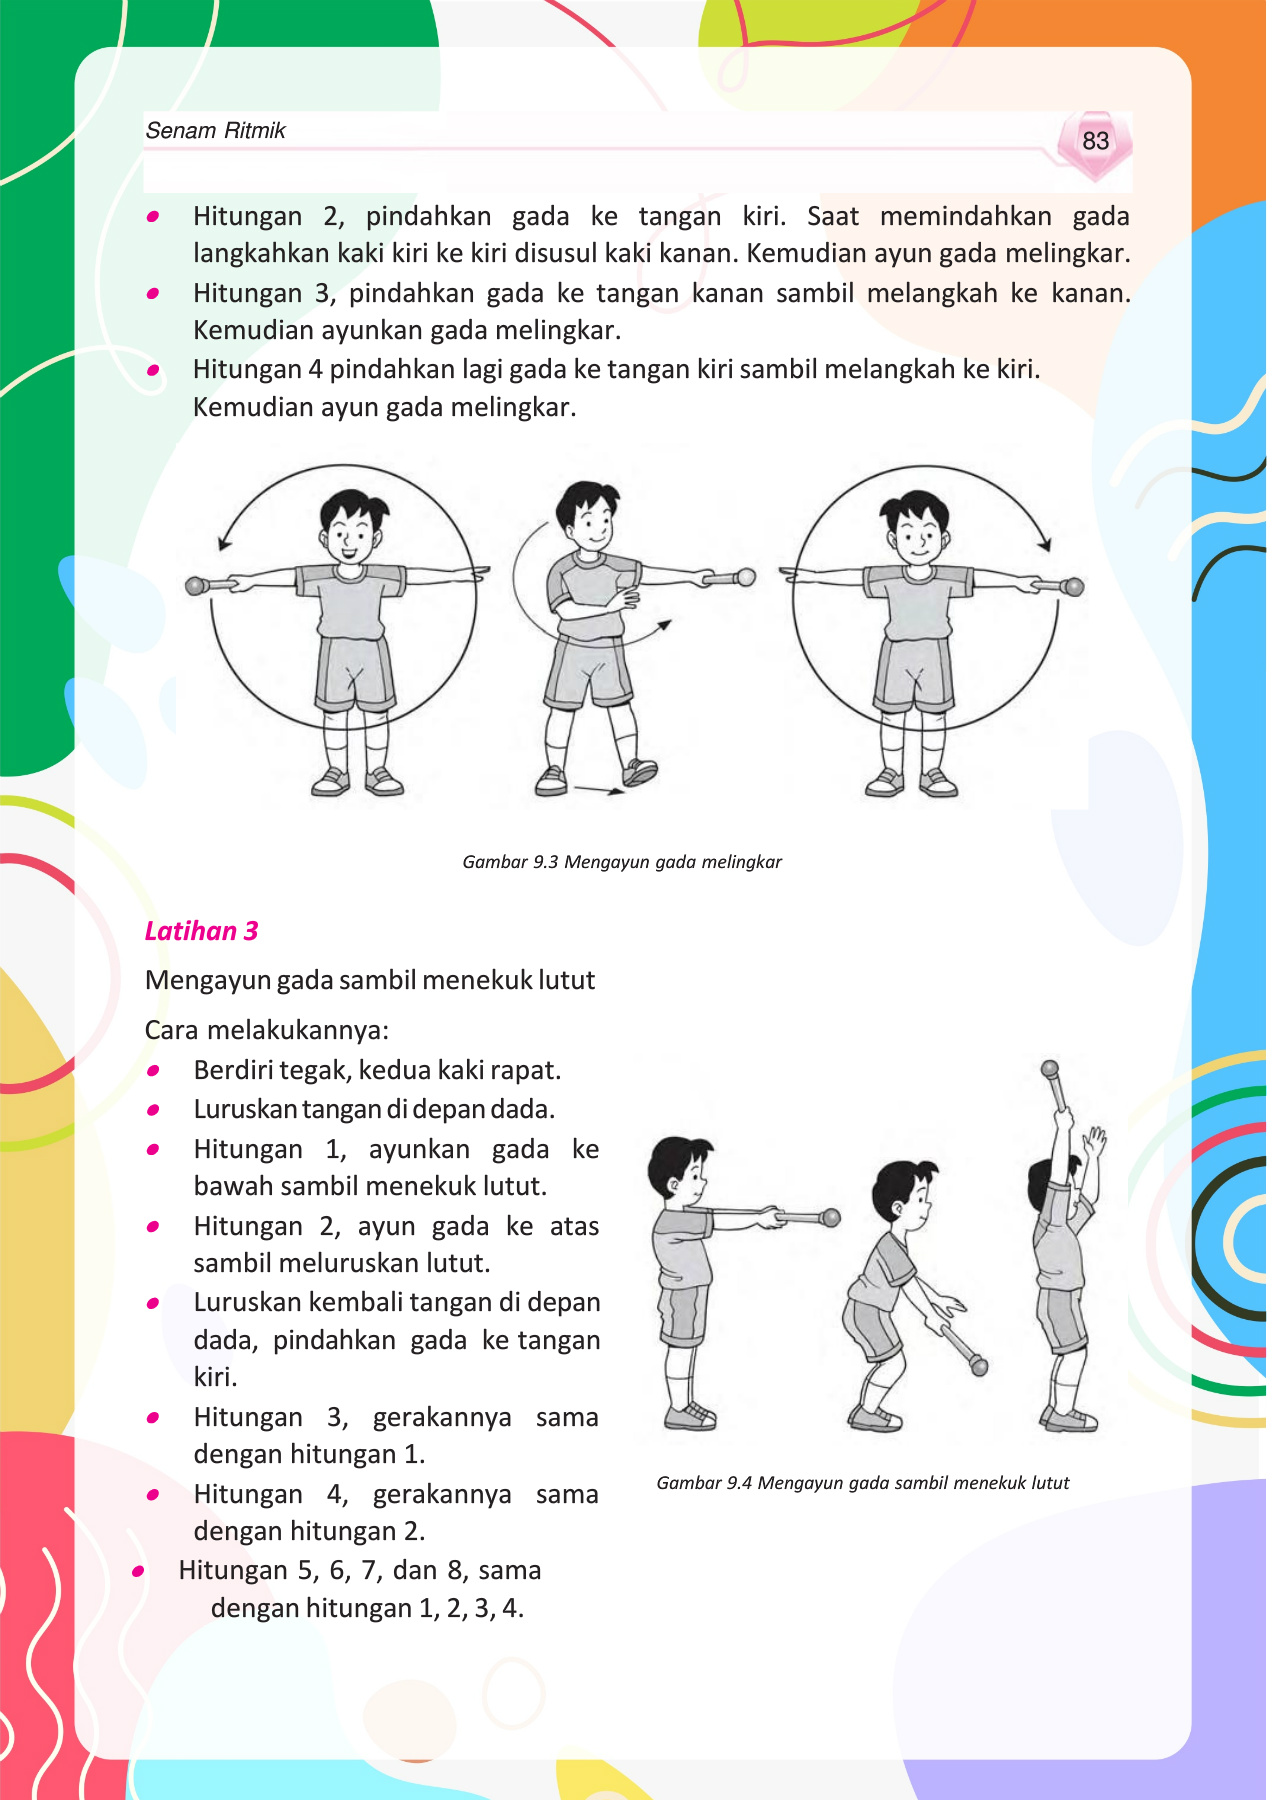 Senam Ritmik
83
• Hitungan 2, pindahkan gada ke tangan kiri. Saat memindahkan gada
langkahkan kaki kiri ke kiri disusul kaki kanan. Kemudian ayun gada melingkar.
• Hitungan 3, pindahkan gada ke tangan kanan sambil melangkah ke kanan.
Kemudian ayunkan gada melingkar.
• Hitungan 4 pindahkan lagi gada ke tangan kiri sambil melangkah ke kiri.
Kemudian ayun gada melingkar.
Gambar 9.3 Mengayun gada melingkar
Latihan 3
Mengayun gada sambil menekuk lutut
Cara melakukannya:
• Berdiri tegak, kedua kaki rapat.
• Luruskan tangan di depan dada.
• Hitungan 1, ayunkan gada ke
bawah sambil menekuk lutut.
• Hitungan 2, ayun gada ke atas
sambil meluruskan lutut.
• Luruskan kembali tangan di depan
dada, pindahkan gada ke tangan
kiri.
• Hitungan 3, gerakannya sama
dengan hitungan 1.
• Hitungan 4, gerakannya sama
dengan hitungan 2.
• Hitungan 5, 6, 7, dan 8, sama
dengan hitungan 1, 2, 3, 4.
Gambar 9.4 Mengayun gada sambil menekuk lutut